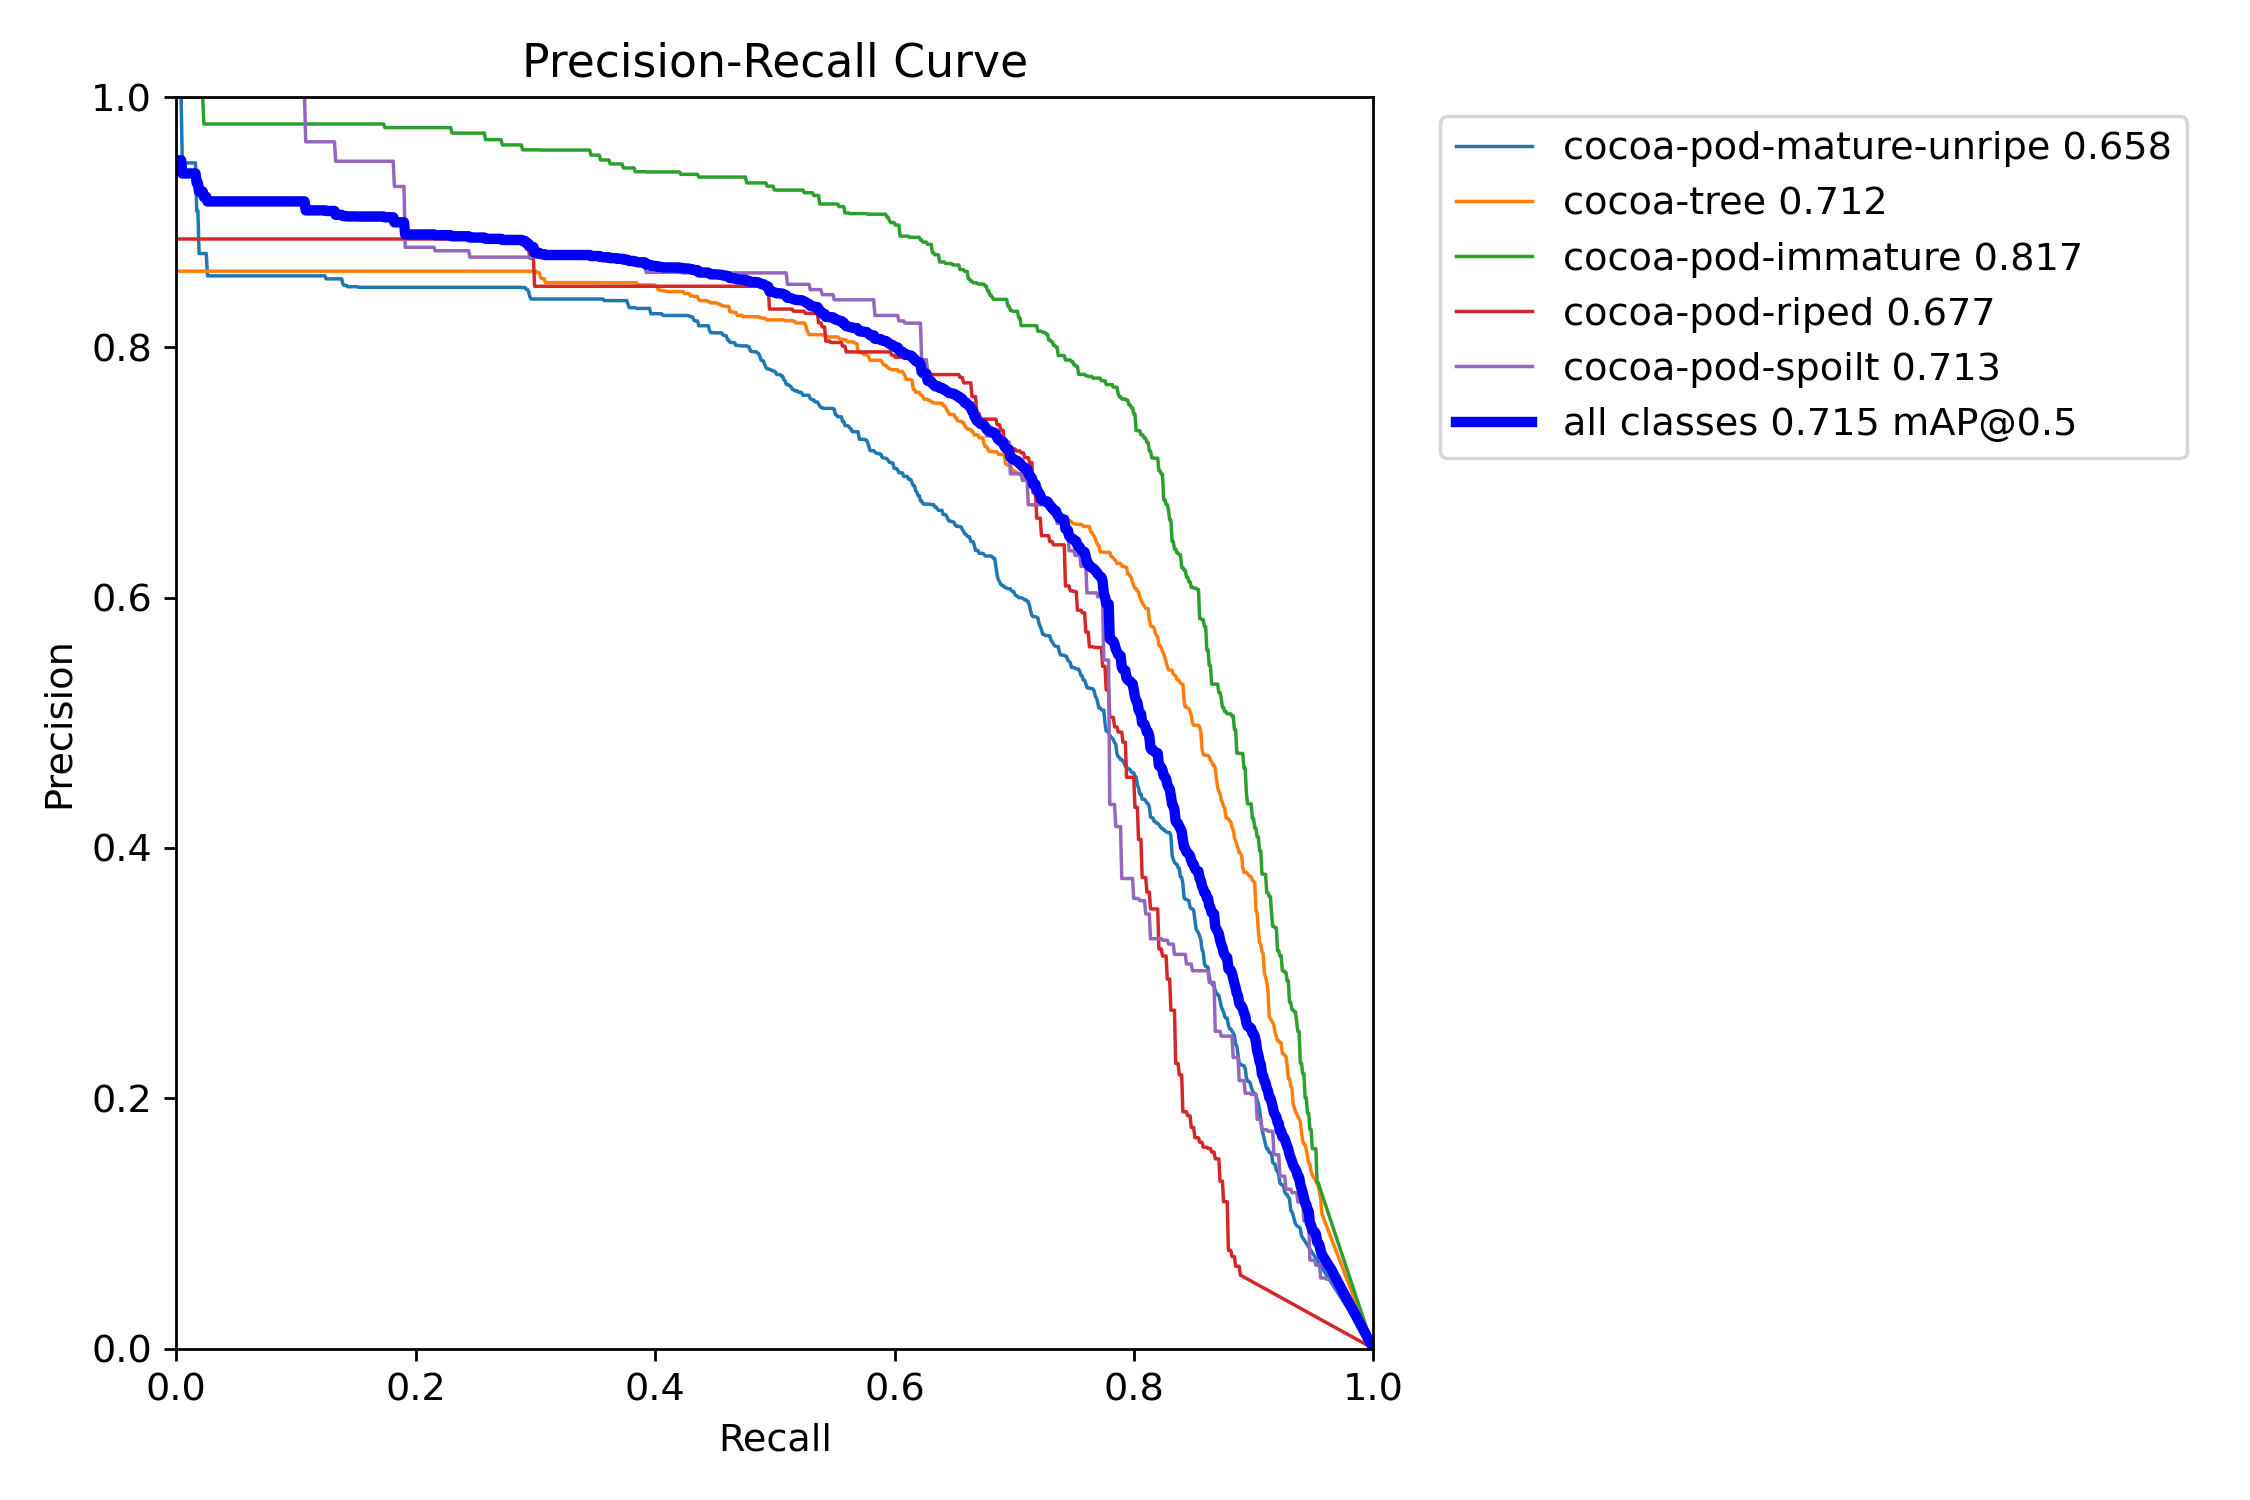 Precision-Recall Curve
1.0
0.8
0.6
0.4
0.2
0.0
Precision
0.0 0.2 0.4 0.6 0.8 1.0
Recall
cocoa-pod-mature-unripe 0.658
cocoa-tree 0.712
cocoa-pod-immature 0.817
cocoa-pod-riped 0.677
cocoa-pod-spoilt 0.713
all classes 0.715 mAP@0.5